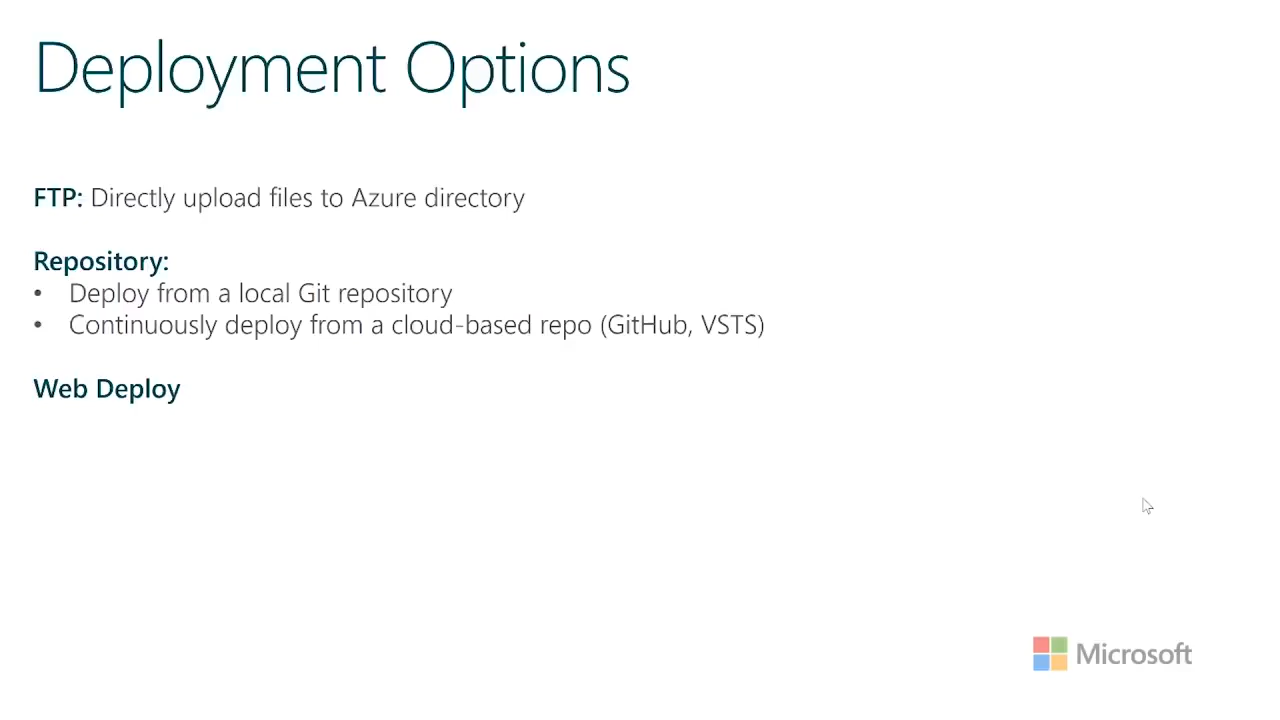 Deployment Options
FTP: Directly upload files to Azure directory
Repository:
• Deploy from a local Git repository
• Continuously deploy from a cloud-based repo (GitHub, VSTS)
Web Deploy
Microsoft